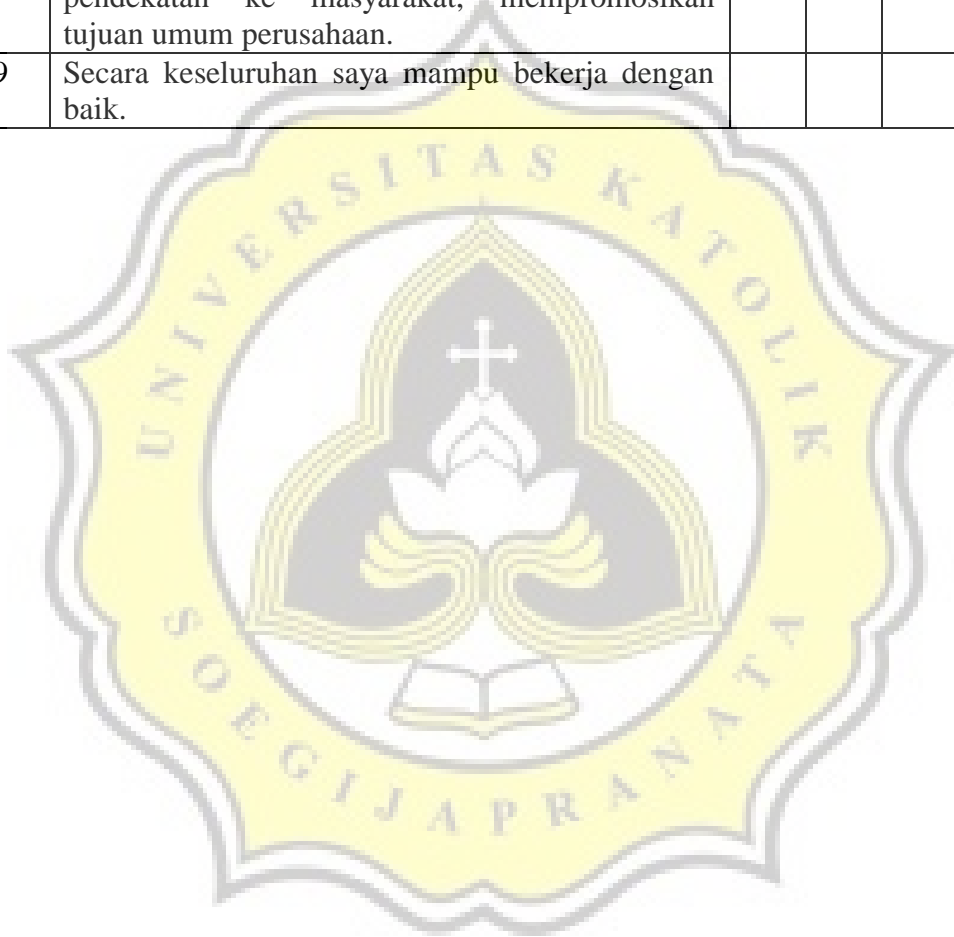 pendekatan ke masyarakat, mempromosikan
tujuan umum perusahaan.
9 Secara keseluruhan saya mampu bekerja dengan
baik.
UNIVERSITAS KATOLIK
SOEGIJAPRANATA